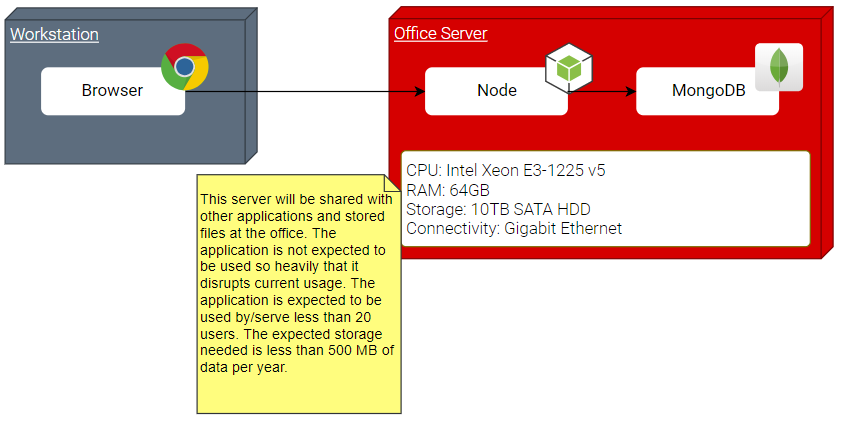 Workstation
Browser
Office Server
Node
MongoDB
CPU: Intel Xeon E3-1225 v5
RAM: 64GB
Storage: 10TB SATA HDD
Connectivity: Gigabit Ethernet
This server will be shared with
other applications and stored
files at the office. The
application is not expected to
be used so heavily that it
disrupts current usage. The
application is expected to be
used by/serve less than 20
users. The expected storage
needed is less than 500 MB of
data per year.